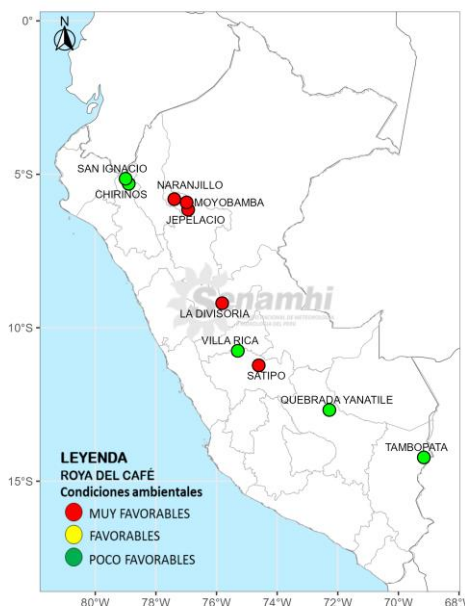 N
0°
5°S
10°S
15°S
SAN IGNACIO
CHIRINOS
NARANJILLO
MOYOBAMBA
JEPELACIO
Senamhi
LA DIVISORIA
VILLA RICA
SATIPO
QUEBRADA YANATILE
TAMBOPATA
LEYENDA
ROYA DEL CAFÉ
Condiciones ambientales
MUY FAVORABLES
FAVORABLES
POCO FAVORABLES
80°W 78°W 76°W 74°W 72°W 70°W 68°W